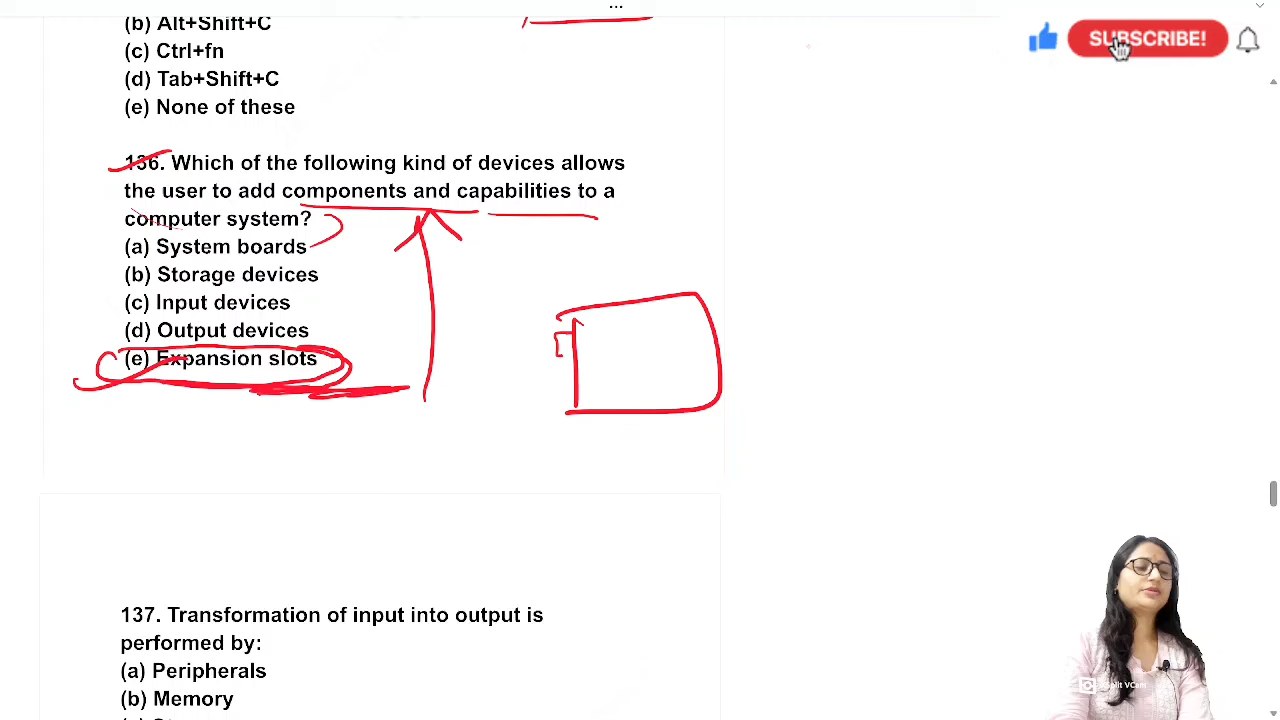 (b) Alt+Shift+C
SUBSCRIBE!
(c) Ctrl+fn
(d) Tab+Shift+C
(e) None of these
136. Which of the following kind of devices allows
the user to add components and capabilities to a
computer system?
(a) System boards
(b) Storage devices
(c) Input devices
(d) Output devices
(e) Expansion slots
137. Transformation of input into output is
performed by:
(a) Peripherals
(b) Memory
XSplit VCam